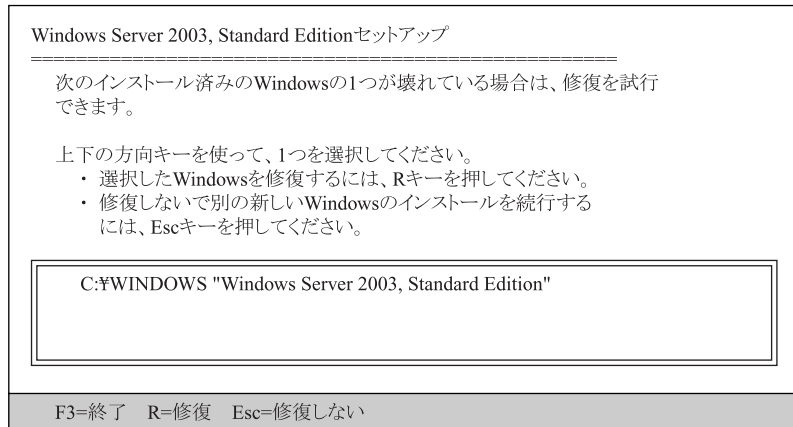 Windows Server 2003, Standard Editionセットアップ
====================================================
次のインストール済みのWindowsの1つが壊れている場合は、修復を試行
できます。
上下の方向キーを使って、1つを選択してください。
・ 選択したWindowsを修復するには、Rキーを押してください。
・ 修復しないで別の新しいWindowsのインストールを続行する
には、Escキーを押してください。
C:¥WINDOWS "Windows Server 2003, Standard Edition"
F3=終了 R=修復 Esc=修復しない